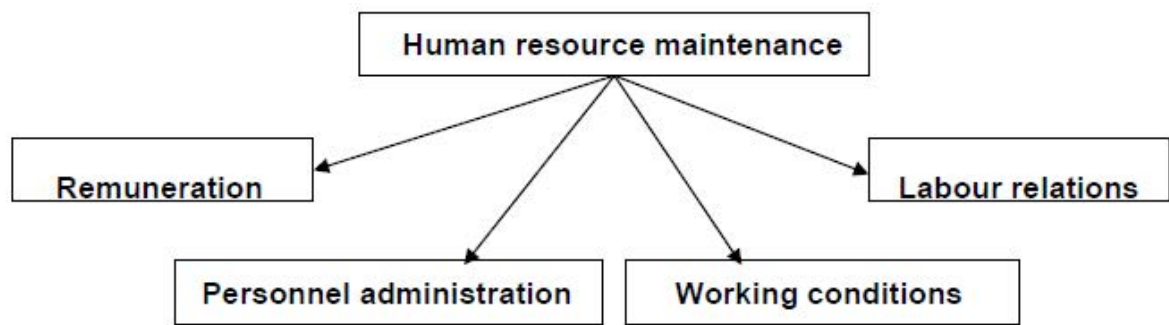 Human resource maintenance
Remuneration
Labour relations
Personnel administration
Working conditions